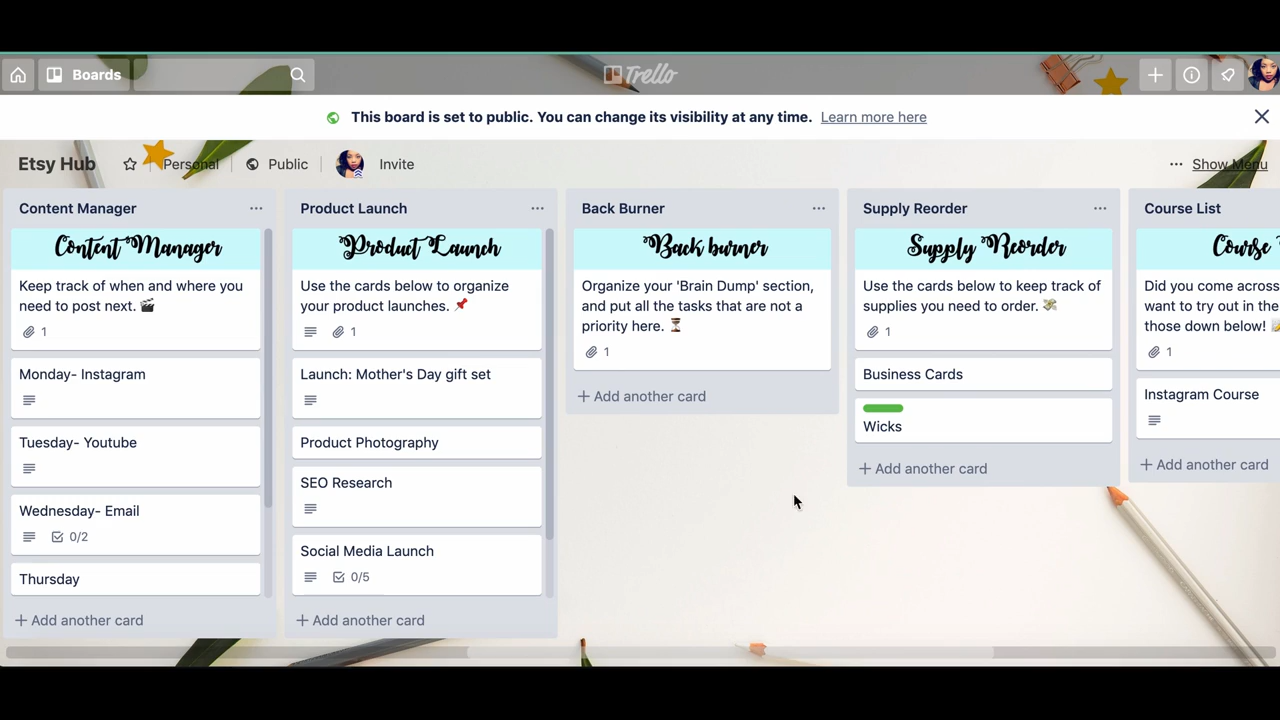 Boards
Trello
This board is set to public. You can change its visibility at any time. Learn more here
Etsy Hub
Personal
Public
Invite
Show Menu
Content Manager
Content Manager
Keep track of when and where you
need to post next. 🎬
1
Monday- Instagram
Tuesday- Youtube
Wednesday- Email
0/2
Thursday
+ Add another card
Product Launch
Product Launch
Use the cards below to organize
your product launches. 📌
1
Launch: Mother's Day gift set
Product Photography
SEO Research
Social Media Launch
0/5
+ Add another card
Back Burner
Back burner
Organize your 'Brain Dump' section,
and put all the tasks that are not a
priority here. ⏳
1
+ Add another card
Supply Reorder
Supply Reorder
Use the cards below to keep track of
supplies you need to order. 💸
1
Business Cards
Wicks
+ Add another card
Course List
Course
Did you come across
want to try out in the
those down below! 📝
1
Instagram Course
+ Add another card